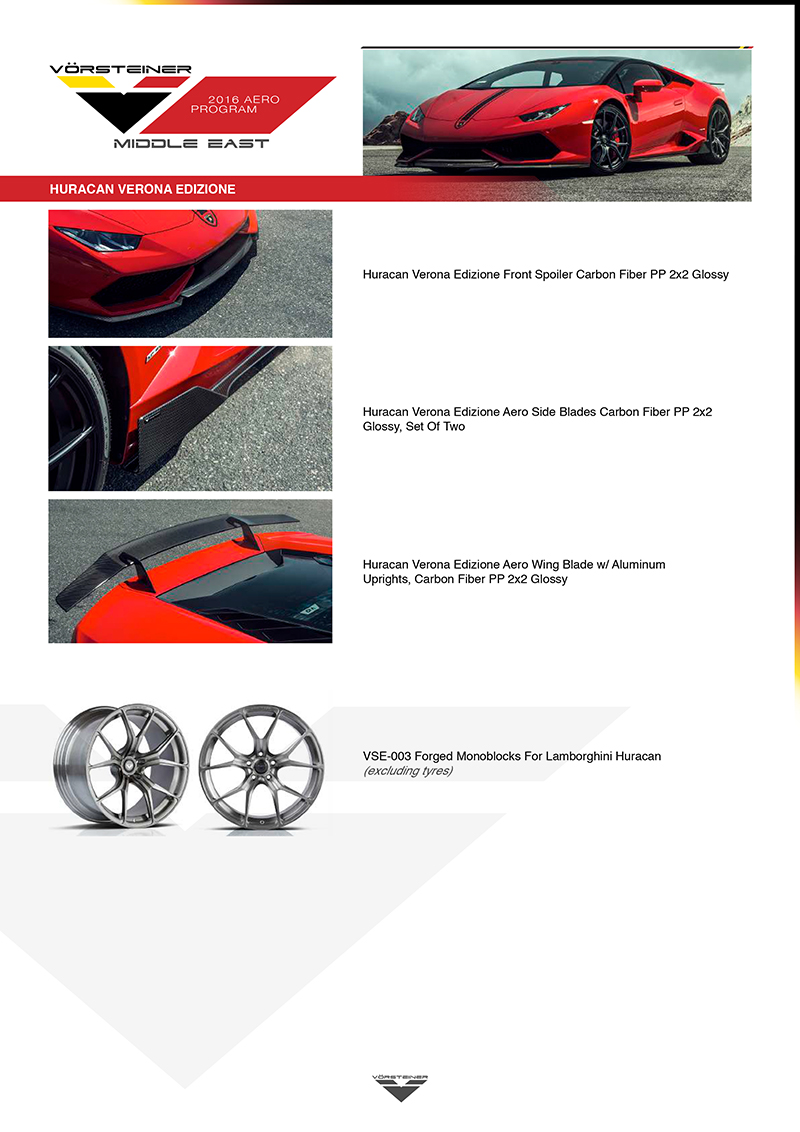 VÖRSTEINER
2016 AERO
PROGRAM
MIDDLE EAST
HURACAN VERONA EDIZIONE
Huracan Verona Edizione Front Spoiler Carbon Fiber PP 2x2 Glossy
Huracan Verona Edizione Aero Side Blades Carbon Fiber PP 2x2
Glossy, Set Of Two
Huracan Verona Edizione Aero Wing Blade w/ Aluminum
Uprights, Carbon Fiber PP 2x2 Glossy
VSE-003 Forged Monoblocks For Lamborghini Huracan
(excluding tyres)
VÖRSTEINER